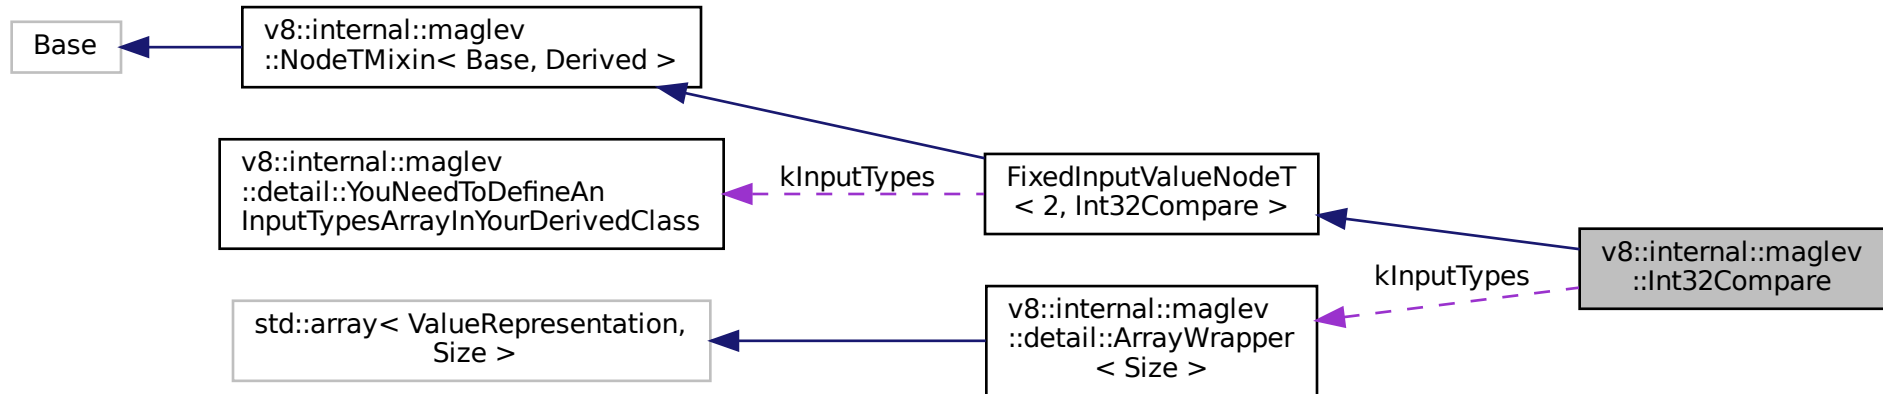 Base
v8::internal::maglev
::NodeTMixin< Base, Derived >
v8::internal::maglev
::detail::YouNeedToDefineAn
InputTypesArrayInYourDerivedClass
kInputTypes
FixedInputValueNodeT
< 2, Int32Compare >
std::array< ValueRepresentation,
Size >
v8::internal::maglev
::detail::ArrayWrapper
< Size >
kInputTypes
v8::internal::maglev
::Int32Compare